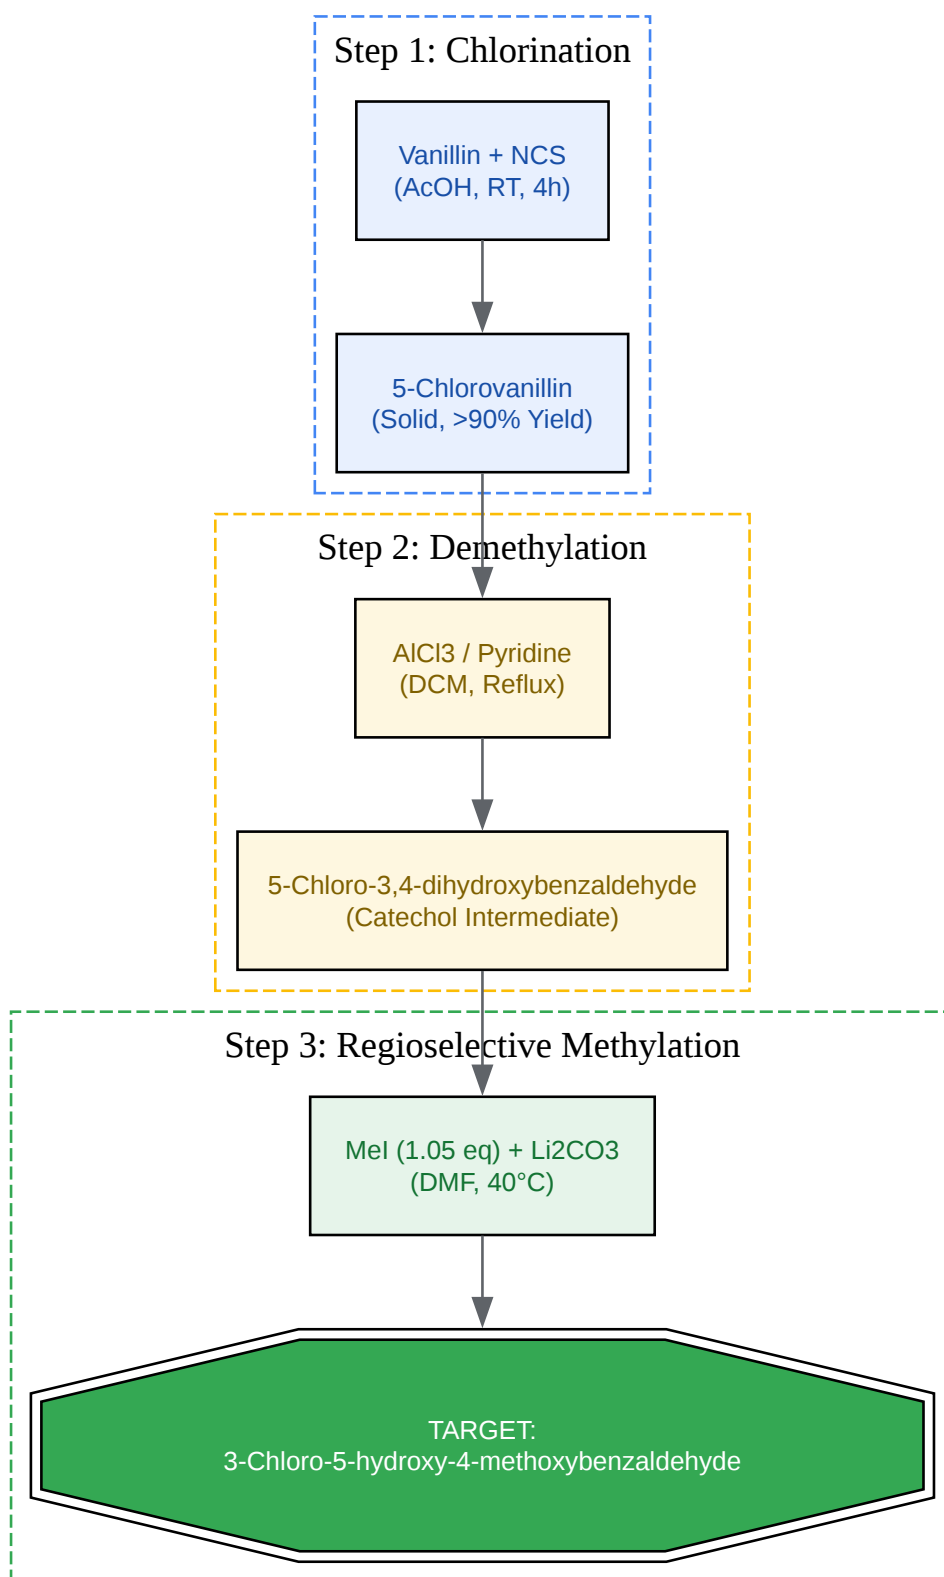 Step 1: Chlorination
Vanillin + NCS
(AcOH, RT, 4h)
5-Chlorovanillin
(Solid, >90% Yield)
Step 2: Demethylation
AlCl3 / Pyridine
(DCM, Reflux)
5-Chloro-3,4-dihydroxybenzaldehyde
(Catechol Intermediate)
Step 3: Regioselective Methylation
MeI (1.05 eq) + Li2CO3
(DMF, 40°C)
TARGET:
3-Chloro-5-hydroxy-4-methoxybenzaldehyde